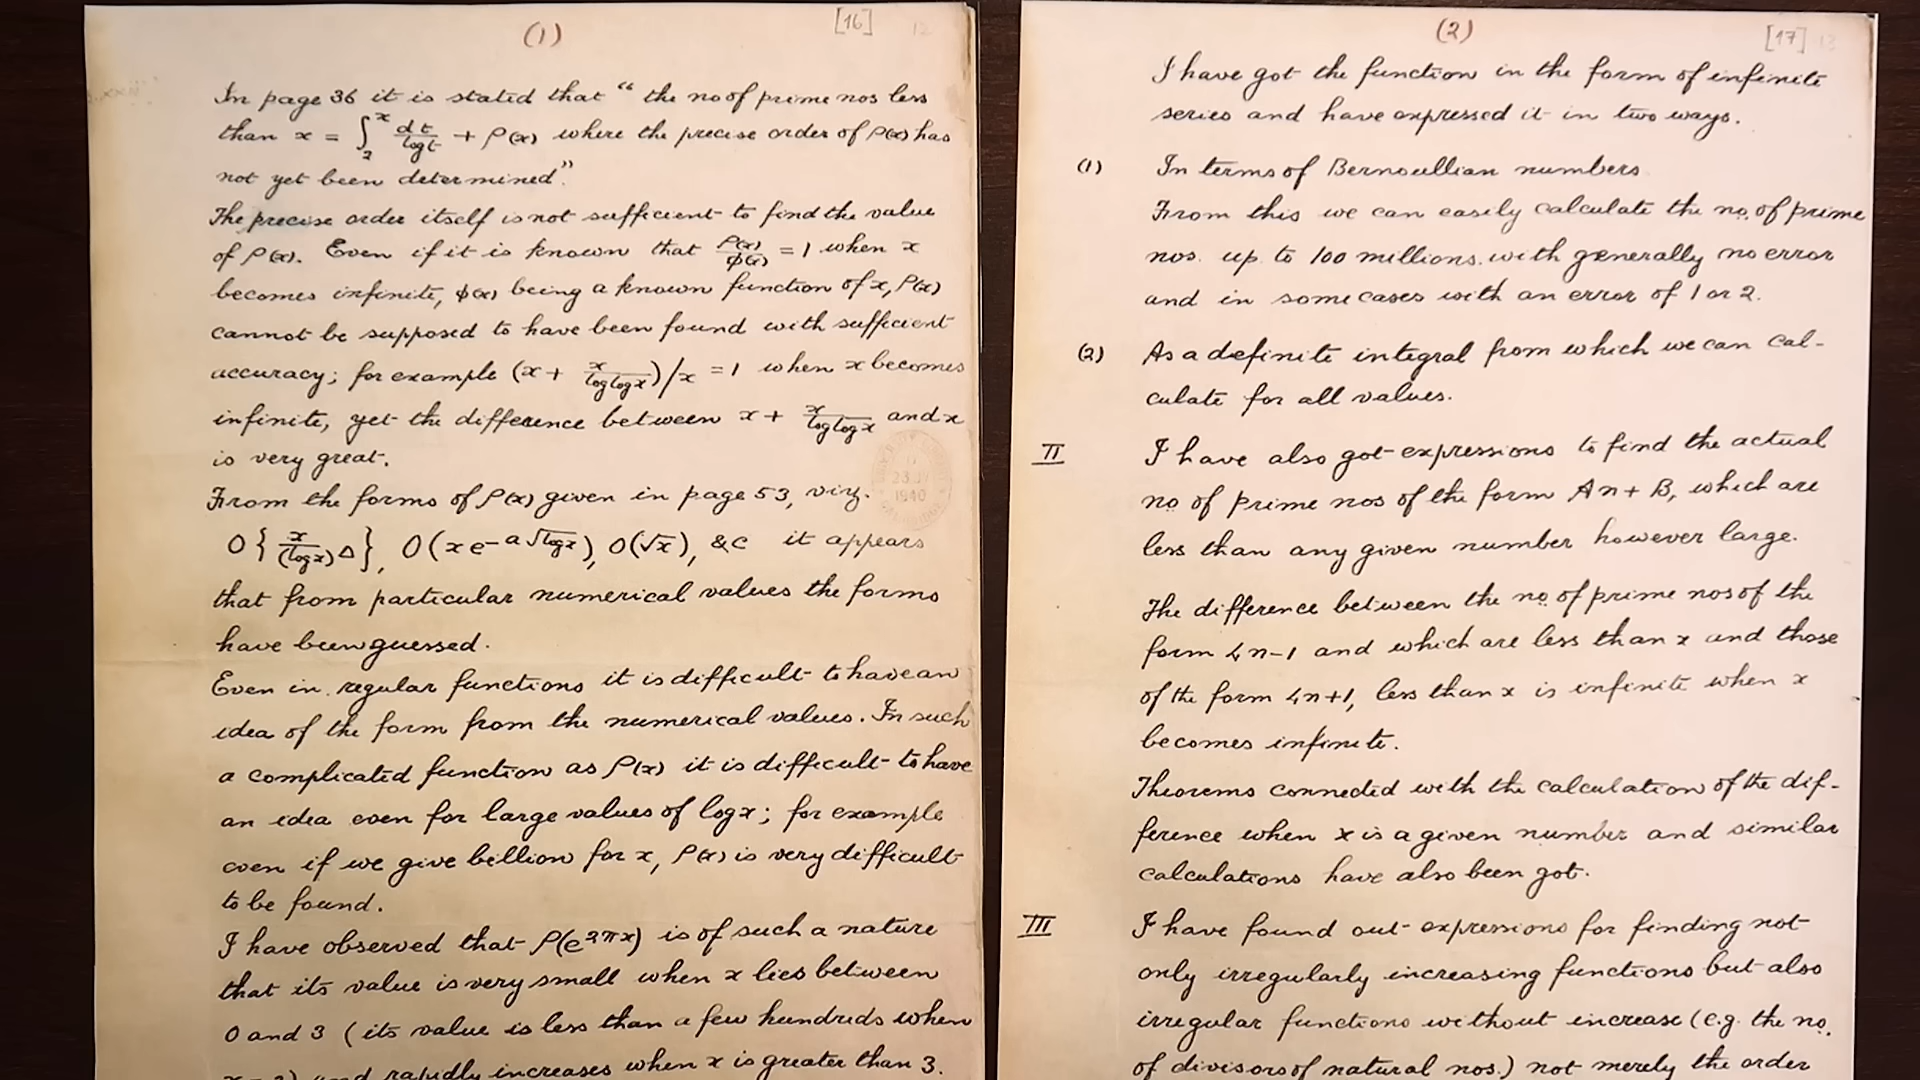 (1)
[16]
In page 36 it is stated that “the no of prime nos less
than x = ∫₂ˣ dt/log t + ρ(x) where the precise order of ρ(x) has
not yet been determined”.
The precise order itself is not sufficient to find the value
of ρ(x). Even if it is known that ρ(x)/φ(x) = 1 when x
becomes infinite, φ(x) being a known function of x, ρ(x)
cannot be supposed to have been found with sufficient
accuracy; for example (x + x/log log x)/x = 1 when x becomes
infinite, yet the difference between x + x/log log x and x
is very great.
From the forms of ρ(x) given in page 53, viz.
O{x/(log x)Δ}, O(x e^-a√log x), O(√x), &c it appears
that from particular numerical values the forms
have been guessed.
Even in regular functions it is difficult to have an
idea of the form from the numerical values. In such
a complicated function as ρ(x) it is difficult to have
an idea even for large values of log x; for example
even if we give billion for x, ρ(x) is very difficult
to be found.
I have observed that ρ(e^2πx) is of such a nature
that its value is very small when x lies between
0 and 3 (its value is less than a few hundreds when
x = 3) and rapidly increases when x is greater than 3.
(2)
[17]
I have got the function in the form of infinite
series and have expressed it in two ways.
(1) In terms of Bernoullian numbers.
From this we can easily calculate the no. of prime
nos. up to 100 millions. with generally no error
and in some cases with an error of 1 or 2.
(2) As a definite integral from which we can cal-
culate for all values.
II I have also got expressions to find the actual
no of prime nos of the form An + B, which are
less than any given number however large.
The difference between the no of prime nos of the
form 4n-1 and which are less than x and those
of the form 4n+1, less than x is infinite when x
becomes infinite.
Theorems connected with the calculation of the dif-
ference when x is a given number and similar
calculations have also been got.
III I have found out expressions for finding not
only irregularly increasing functions but also
irregular functions without increase (e.g. the no.
of divisors of natural nos.) not merely the order